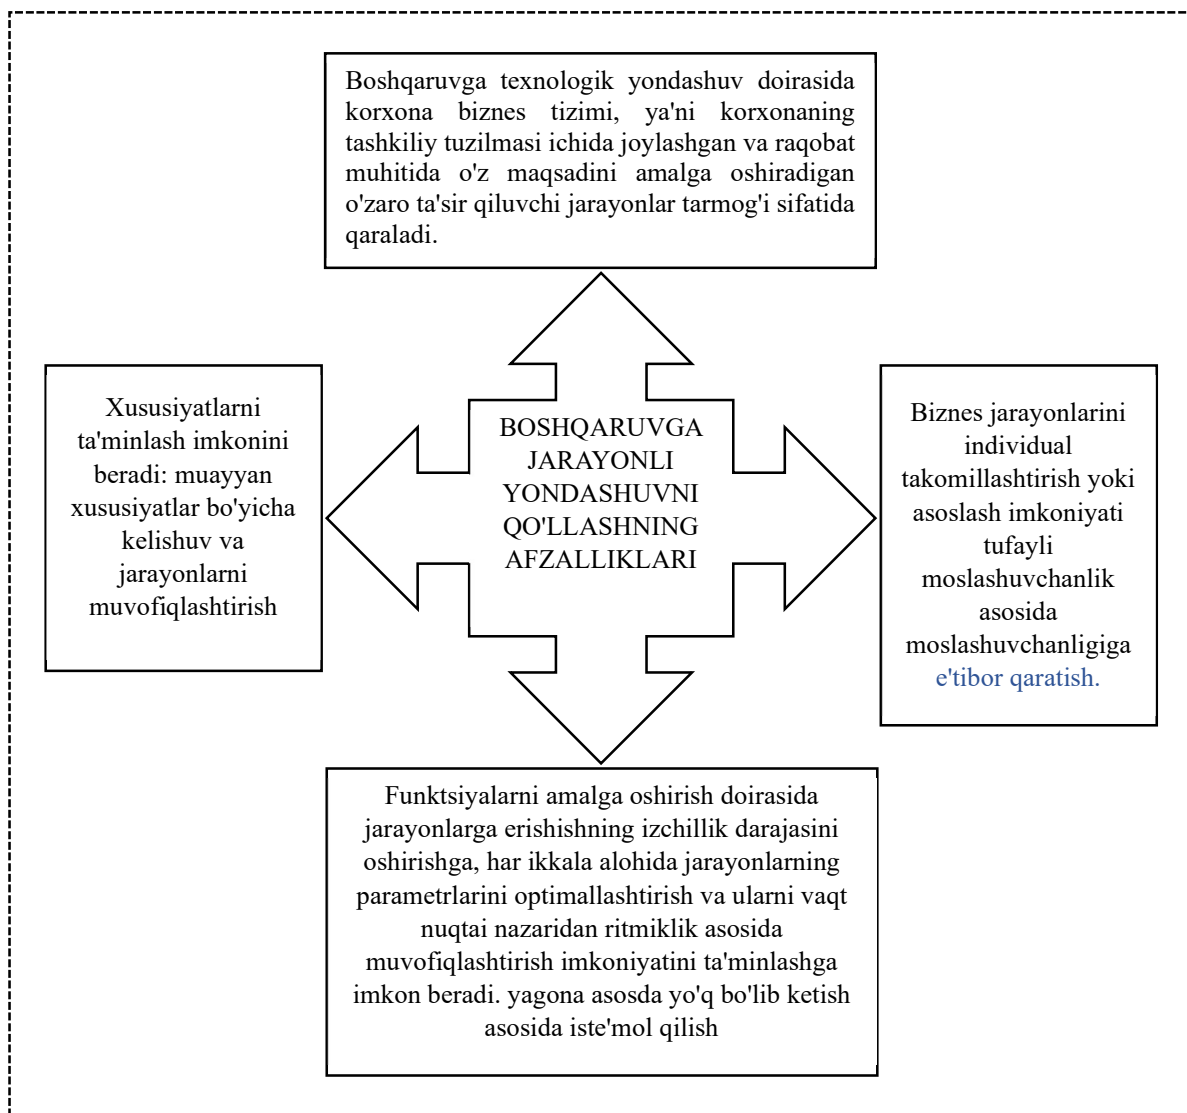 Boshqaruvga texnologik yondashuv doirasida
korxona biznes tizimi, ya'ni korxonaning
tashkiliy tuzilmasi ichida joylashgan va raqobat
muhitida o'z maqsadini amalga oshiradigan
o'zaro ta'sir qiluvchi jarayonlar tarmog'i sifatida
qaraladi.
Xususiyatlarni
ta'minlash imkonini
beradi: muayyan
xususiyatlar bo'yicha
kelishuv va
jarayonlarni
muvofiqlashtirish
BOSHQARUVGA
JARAYONLI
YONDASHUVNI
QO'LLASHNING
AFZALLIKLARI
Biznes jarayonlarini
individual
takomillashtirish yoki
asoslash imkoniyati
tufayli
moslashuvchanlik
asosida
moslashuvchanligiga
e'tibor qaratish.
Funktsiyalarni amalga oshirish doirasida
jarayonlarga erishishning izchillik darajasini
oshirishga, har ikkala alohida jarayonlarning
parametrlarini optimallashtirish va ularni vaqt
nuqtai nazaridan ritmiklik asosida
muvofiqlashtirish imkoniyatini ta'minlashga
imkon beradi. yagona asosda yo'q bo'lib ketish
asosida iste'mol qilish